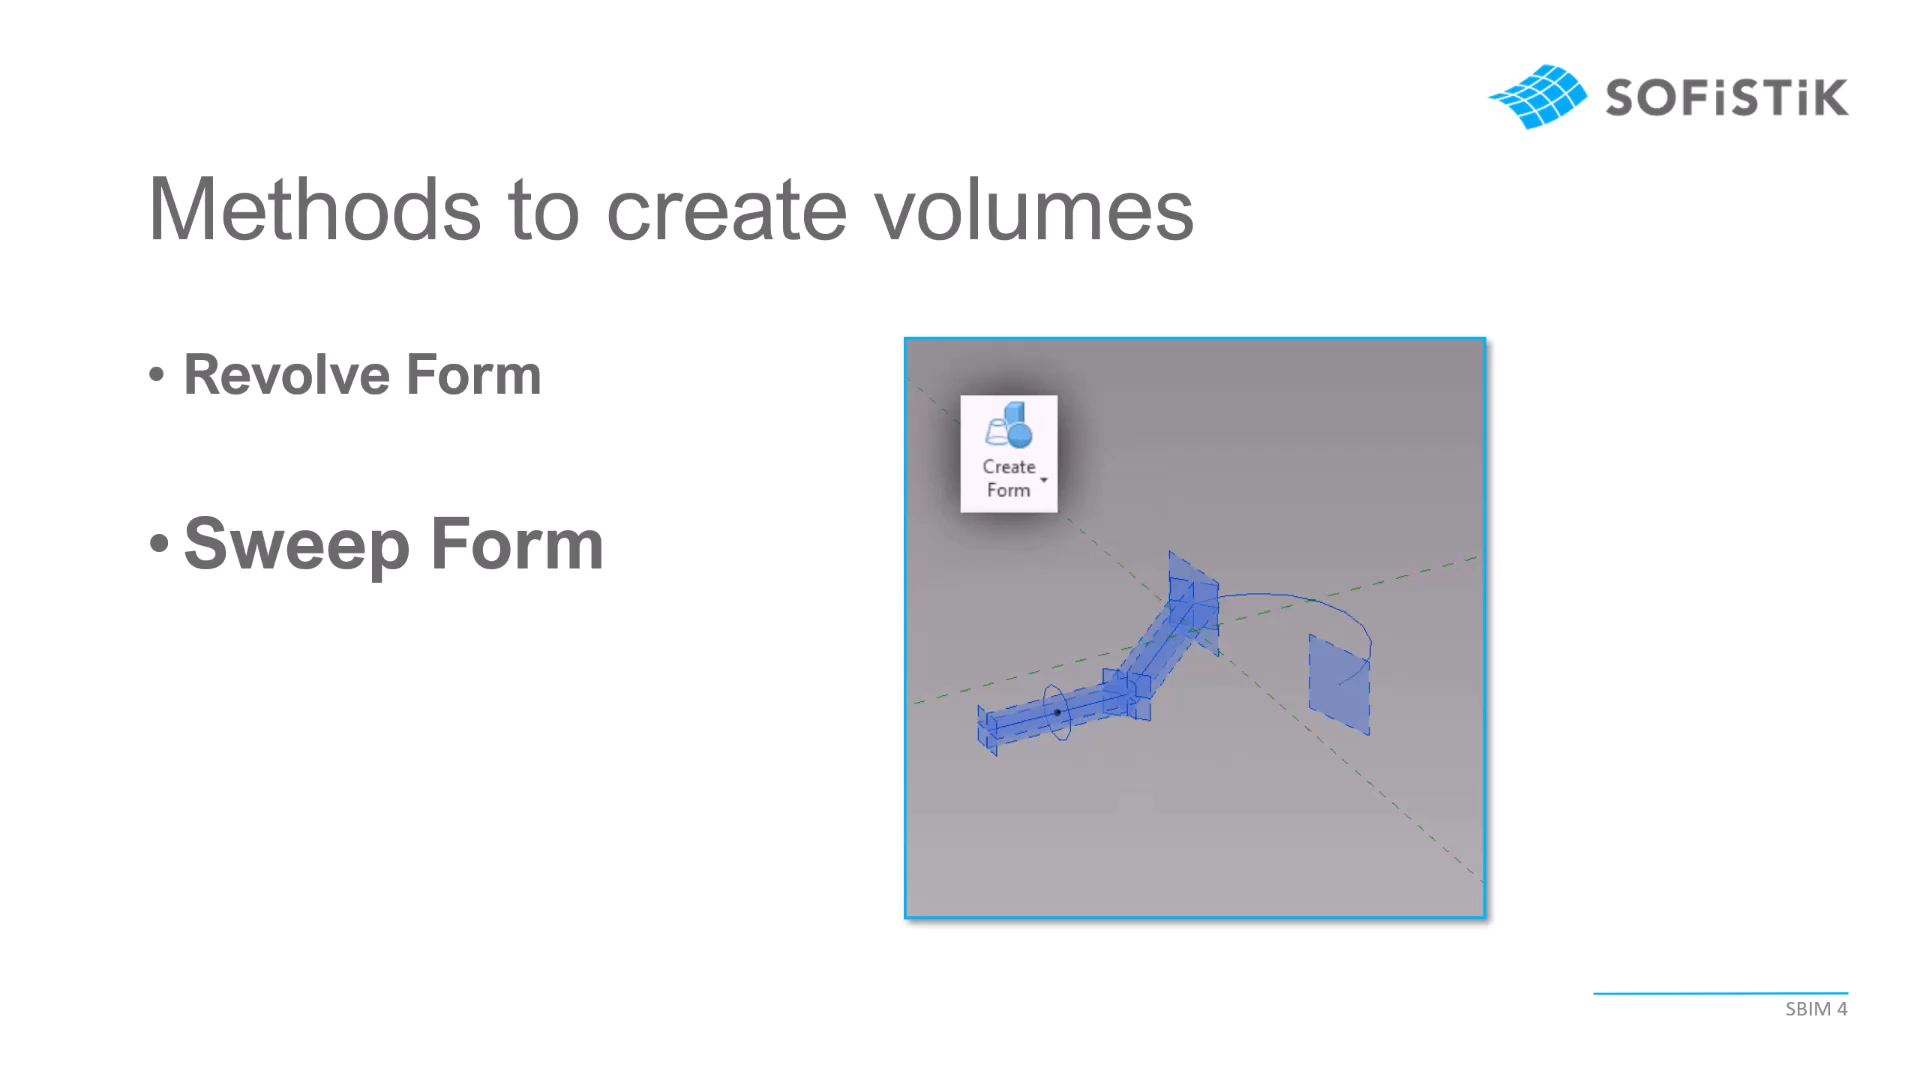 SOFiSTiK
Methods to create volumes
• Revolve Form
• Sweep Form
Create
Form
SBIM 4